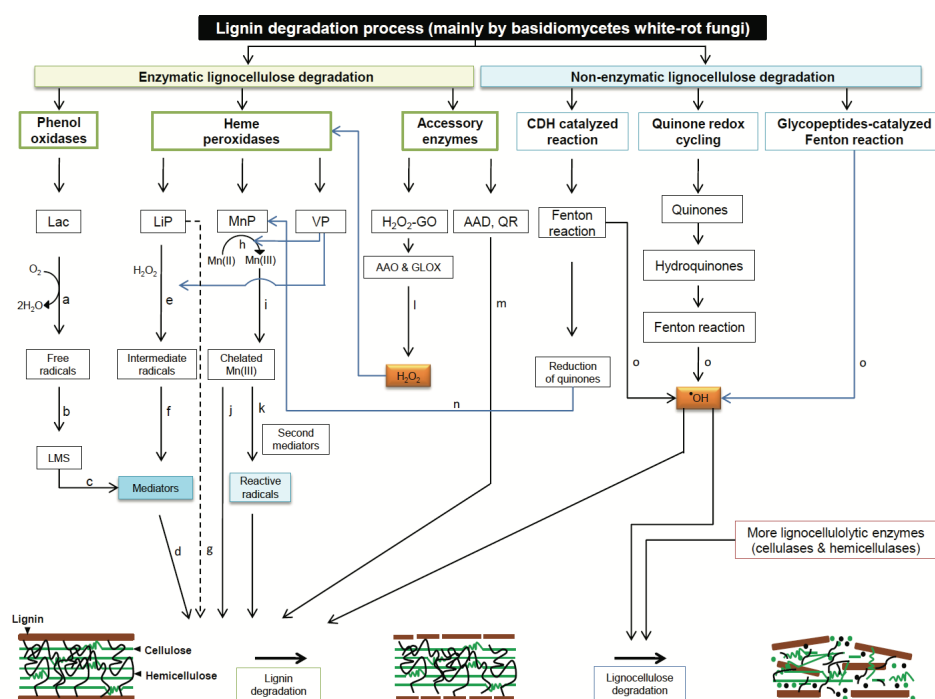 Lignin degradation process (mainly by basidiomycetes white-rot fungi)
Enzymatic lignocellulose degradation
Non-enzymatic lignocellulose degradation
Phenol
oxidases
Heme
peroxidases
Accessory
enzymes
CDH catalyzed
reaction
Quinone redox
cycling
Glycopeptides-catalyzed
Fenton reaction
Lac
LiP
MnP
VP
H₂O₂-GO
AAD, QR
Fenton
reaction
Quinones
h
Mn(II)
Mn(III)
O₂
2H₂O
a
H₂O₂
e
i
AAO & GLOX
l
m
Hydroquinones
Fenton reaction
Free
radicals
Intermediate
radicals
Chelated
Mn(III)
H₂O₂
Reduction
of quinones
o
o
o
•OH
n
b
f
j
k
Second
mediators
LMS
c
Mediators
Reactive
radicals
d
g
More lignocellulolytic enzymes
(cellulases & hemicellulases)
Lignin
Cellulose
Hemicellulose
Lignin
degradation
Lignocellulose
degradation